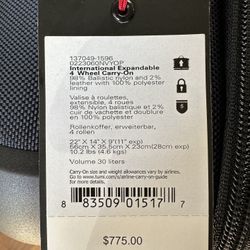 137049-1596
0223060NVYOP
International Expandable
4 Wheel Carry-On
98% Ballistic nylon and 2%
leather with 100% polyester
lining
Valise à roulettes,
extensible, 4 roues
98% Nylon balistique et 2%
cuir de vachette en 100%
polyester
Rollenkoffer, erweiterbar,
4 rollen
22" X 14" X 9"(11" exp)
56cm X 35.5cm X 23cm(28cm exp)
10.2 lbs (4.6 kgs)
Volume 30 liters
Carry-On size and weight allowances vary by airlines.
Go to www.tumi.com/s/airline-carry-on-guide
for more details.
8 83509 01517 7
$775.00
5